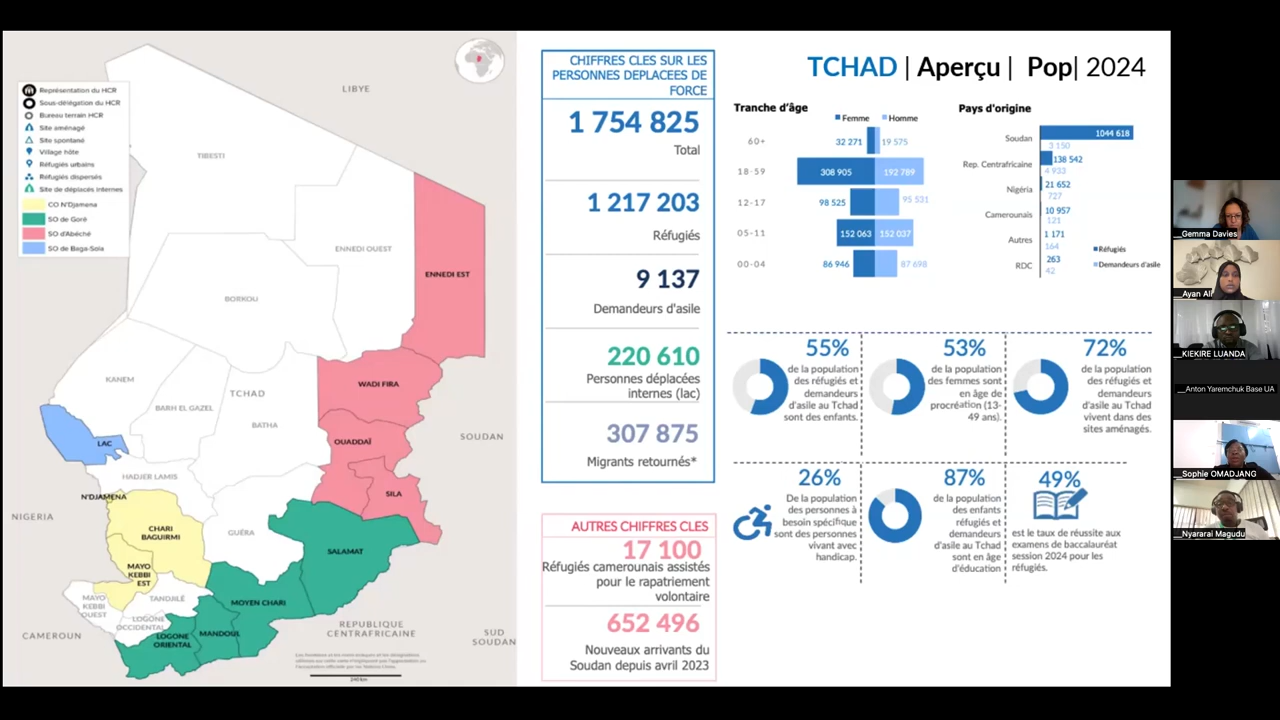 LIBYE
Représentation du HCR
Sous-délégation du HCR
Bureau terrain HCR
Site aménagé
Site spontané
Village hôte
Réfugiés urbains
Réfugiés dispersés
Site de déplacés internes
CO N'Djamena
SO de Goré
SO d'Abéché
SO de Baga-Sola
TIBESTI
ENNEDI OUEST
ENNEDI EST
BORKOU
KANEM
TCHAD
WADI FIRA
BARH EL GAZEL
BATHA
LAC
OUADDAÏ
SOUDAN
HADJER LAMIS
N'DJAMENA
SILA
NIGERIA
CHARI
BAGUIRMI
GUÉRA
SALAMAT
MAYO
KEBBI
EST
MAYO
KEBBI
OUEST
TANDJILÉ
MOYEN CHARI
LOGONE
OCCIDENTAL
LOGONE
ORIENTAL
MANDOUL
CAMEROUN
REPUBLIQUE
CENTRAFRICAINE
SUD
SOUDAN
240 km
CHIFFRES CLES SUR LES
PERSONNES DEPLACEES DE
FORCE
1 754 825
Total
1 217 203
Réfugiés
9 137
Demandeurs d'asile
220 610
Personnes déplacées
internes (lac)
307 875
Migrants retournés*
AUTRES CHIFFRES CLES
17 100
Réfugiés camerounais assistés
pour le rapatriement
volontaire
652 496
Nouveaux arrivants du
Soudan depuis avril 2023
TCHAD | Aperçu | Pop| 2024
Tranche d'âge
Femme Homme
60+ 32 271 19 575
18-59 308 905 192 789
12-17 98 525 95 531
05-11 152 063 152 037
00-04 86 946 87 698
Pays d'origine
Soudan 1044 618
3 150
Rep. Centrafricaine 138 542
4 933
Nigéria 21 652
727
Camerounais 10 957
121
Autres 1 171
164
RDC 263
42
Réfugiés
Demandeurs d'asile
55%
de la population
des réfugiés et
demandeurs
d'asile au Tchad
sont des enfants.
53%
de la population
des femmes sont
en âge de
procréation (13-
49 ans).
72%
de la population
des réfugiés et
demandeurs
d'asile au Tchad
vivent dans des
sites aménagés.
26%
De la population
des personnes à
besoin spécifique
sont des personnes
vivant avec
handicap.
87%
de la population
des enfants
réfugiés et
demandeurs
d'asile au Tchad
sont en âge
d'éducation
49%
est le taux de réussite aux
examens de baccalauréat
session 2024 pour les
réfugiés.
_Gemma Davies
_Ayan Ali
_KIEKIRE LUANDA
_Anton Yaremchuk Base UA
_Sophie OMADJANG
_Nyararai Magudu